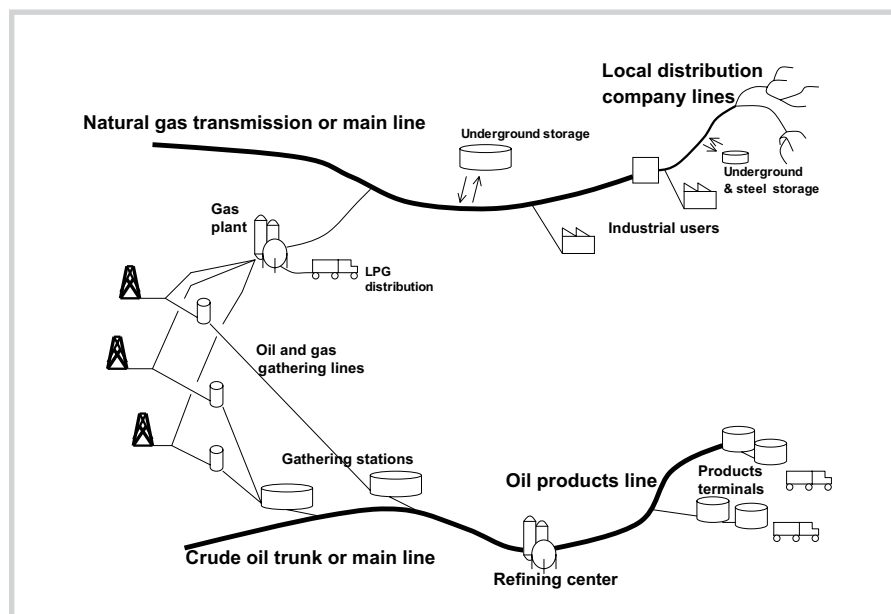 Local distribution
company lines
Natural gas transmission or main line
Underground storage
Underground
& steel storage
Gas
plant
Industrial users
LPG
distribution
Oil and gas
gathering lines
Gathering stations
Oil products line
Products
terminals
Crude oil trunk or main line
Refining center